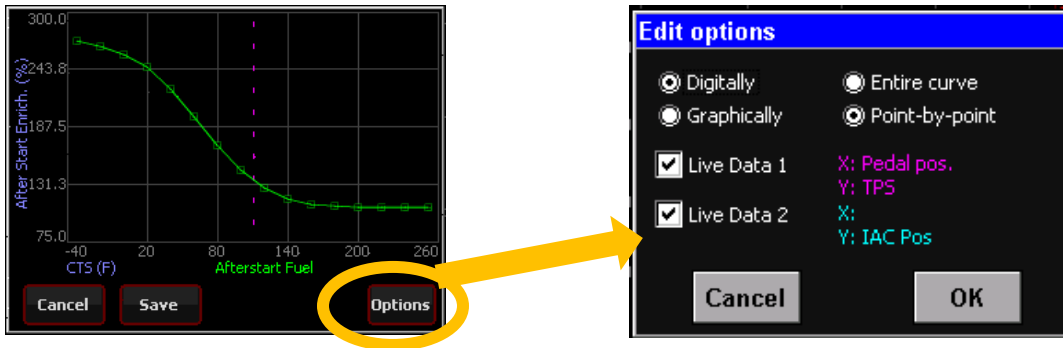 300.0
243.8
187.5
131.3
75.0
After Start Enrich. (%)
-40 20 80 140 200 260
CTS (F) Afterstart Fuel
Cancel Save Options
Edit options
Digitally Entire curve
Graphically Point-by-point
Live Data 1 X: Pedal pos.
Y: TPS
Live Data 2 X:
Y: IAC Pos
Cancel OK